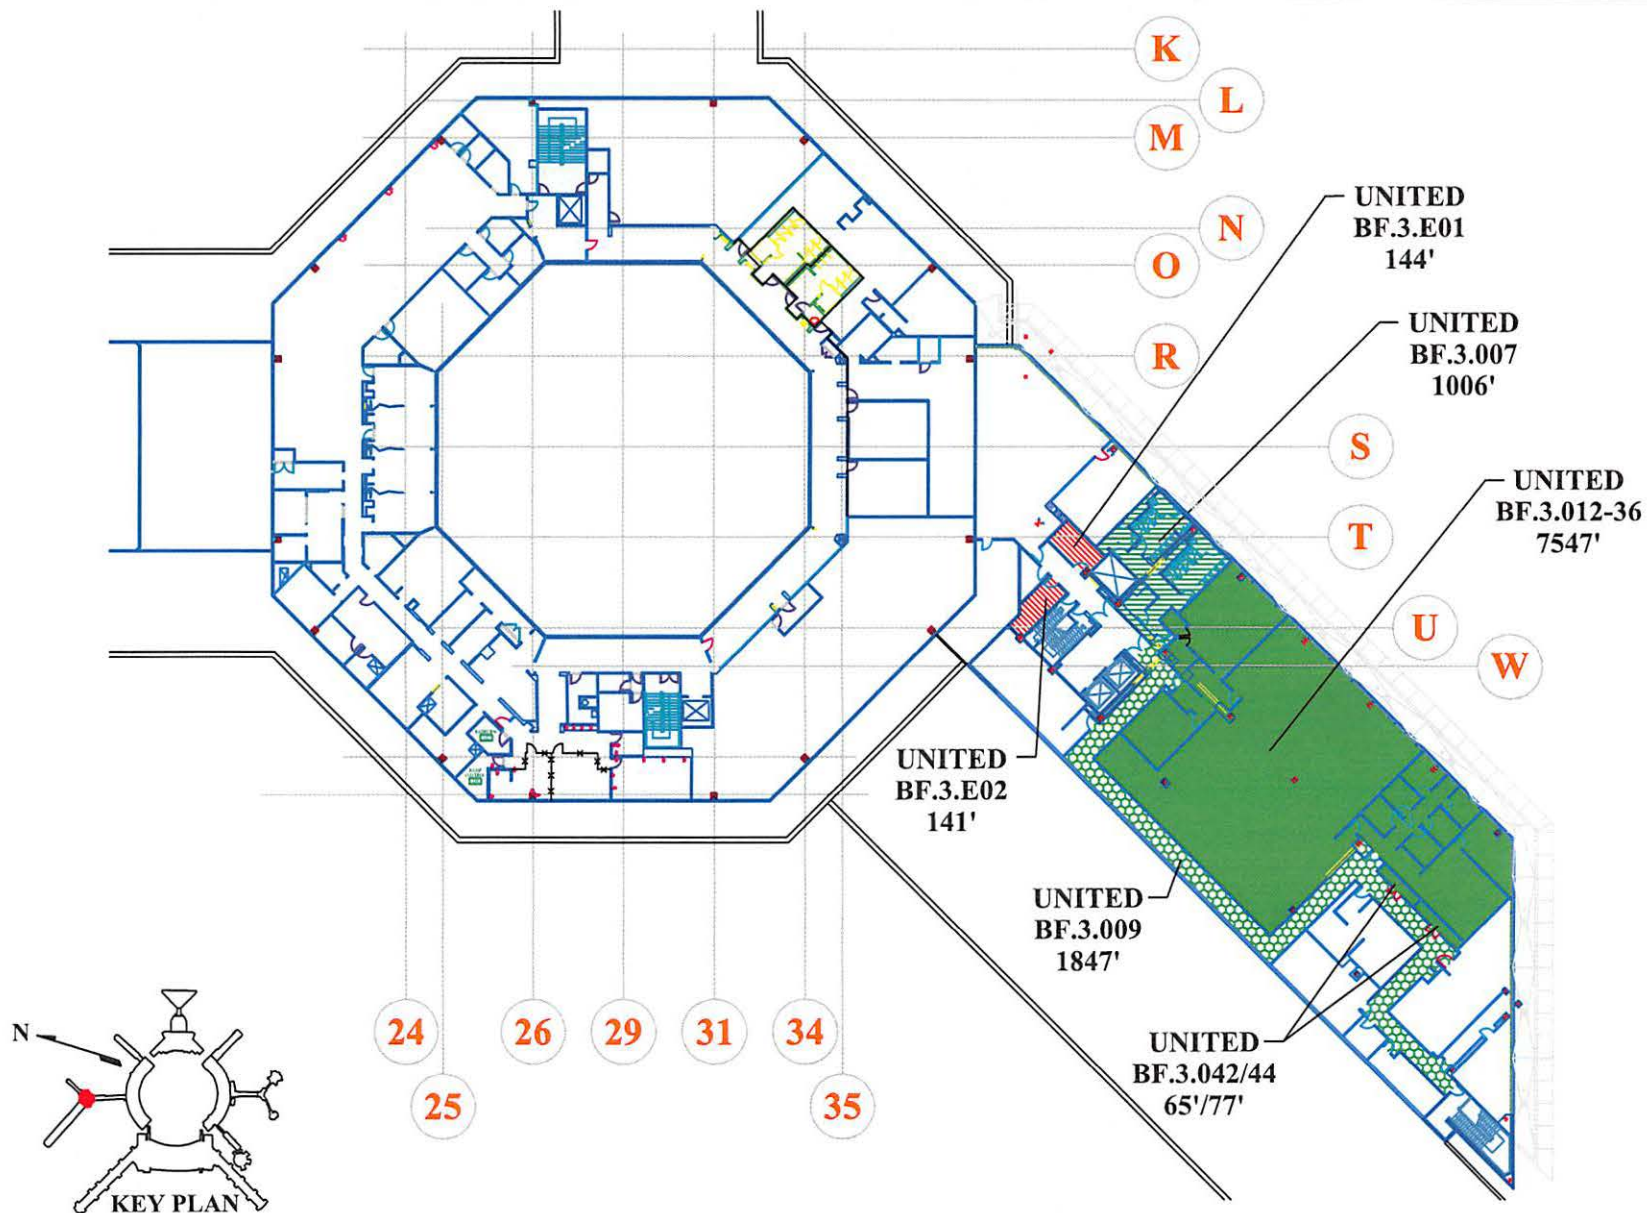 K
L
M
N
O
R
S
T
U
W
UNITED
BF.3.E01
144'
UNITED
BF.3.007
1006'
UNITED
BF.3.012-36
7547'
UNITED
BF.3.E02
141'
UNITED
BF.3.009
1847'
UNITED
BF.3.042/44
65'/77'
24
26
29
31
34
25
35
N
KEY PLAN